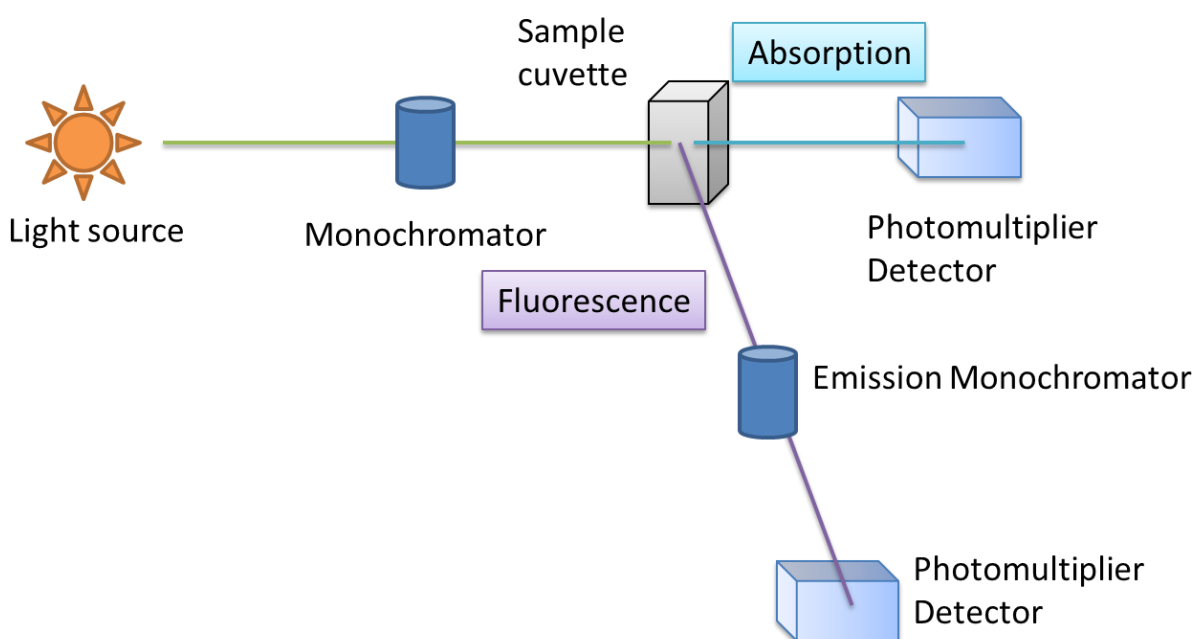 Sample
cuvette
Absorption
Light source
Monochromator
Photomultiplier
Detector
Fluorescence
Emission Monochromator
Photomultiplier
Detector